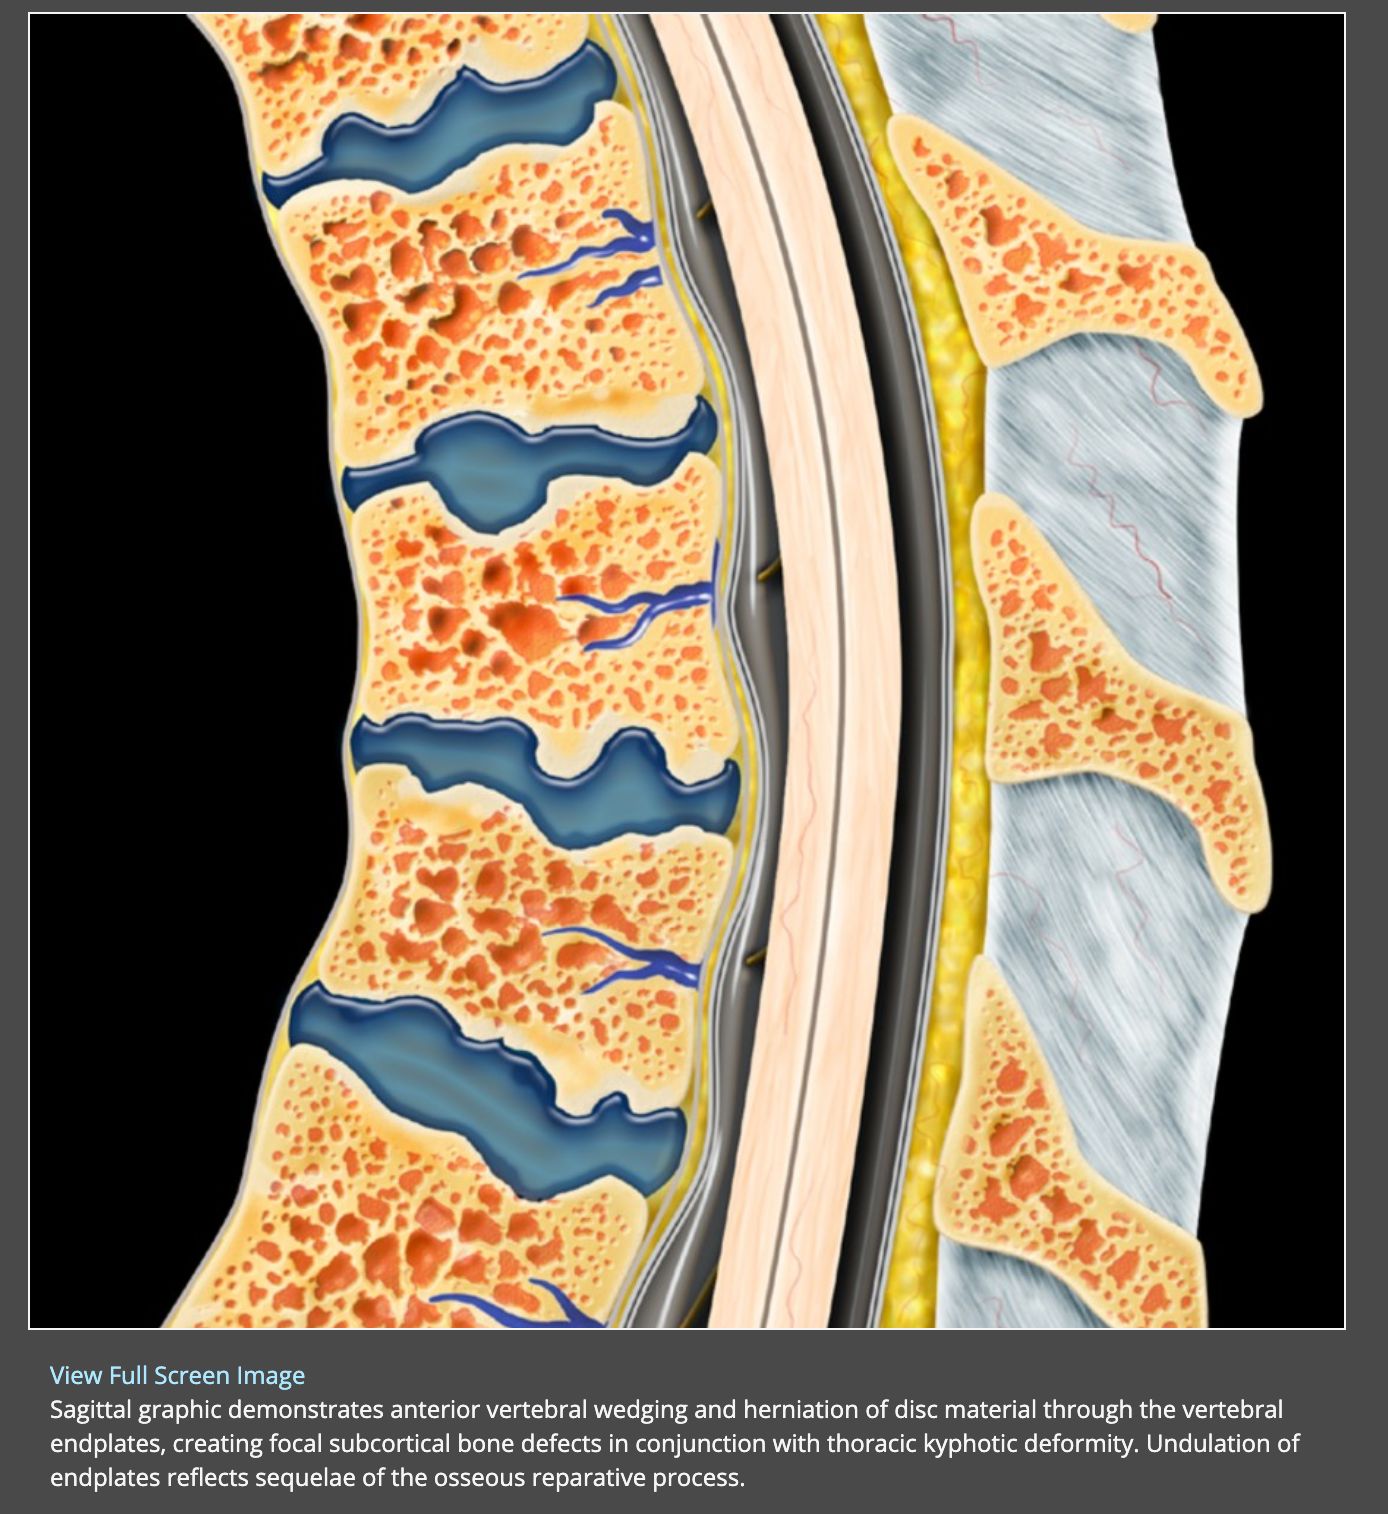 View Full Screen Image
Sagittal graphic demonstrates anterior vertebral wedging and herniation of disc material through the vertebral
endplates, creating focal subcortical bone defects in conjunction with thoracic kyphotic deformity. Undulation of
endplates reflects sequelae of the osseous reparative process.